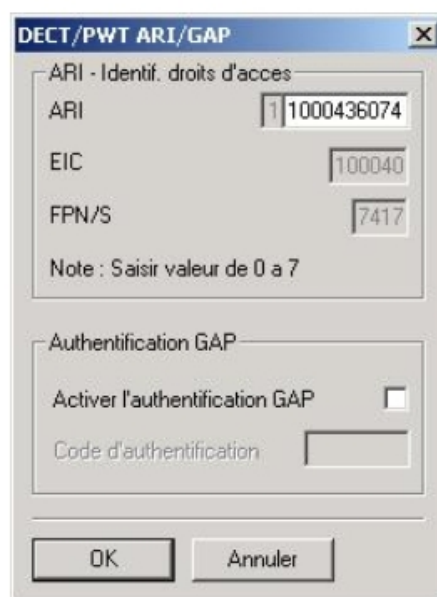 DECT/PWT ARI/GAP
ARI - Identif. droits d'acces
ARI 1 1000436074
EIC 100040
FPN/S 7417
Note : Saisir valeur de 0 a 7
Authentification GAP
Activer l'authentification GAP
Code d'authentification
OK Annuler